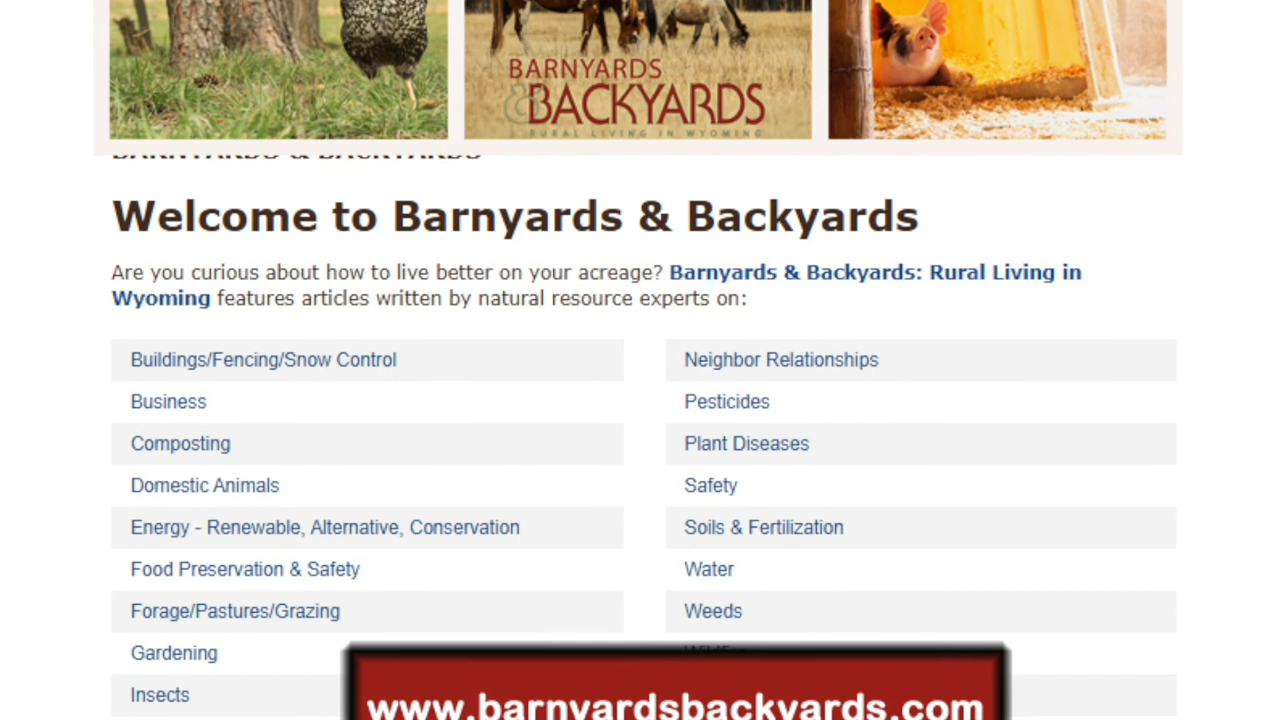 BARNYARDS
& BACKYARDS
RURAL LIVING IN WYOMING
BARNYARDS & BACKYARDS
Welcome to Barnyards & Backyards
Are you curious about how to live better on your acreage? Barnyards & Backyards: Rural Living in
Wyoming features articles written by natural resource experts on:
Buildings/Fencing/Snow Control
Business
Composting
Domestic Animals
Energy - Renewable, Alternative, Conservation
Food Preservation & Safety
Forage/Pastures/Grazing
Gardening
Insects
Neighbor Relationships
Pesticides
Plant Diseases
Safety
Soils & Fertilization
Water
Weeds
www.barnyardsbackyards.com